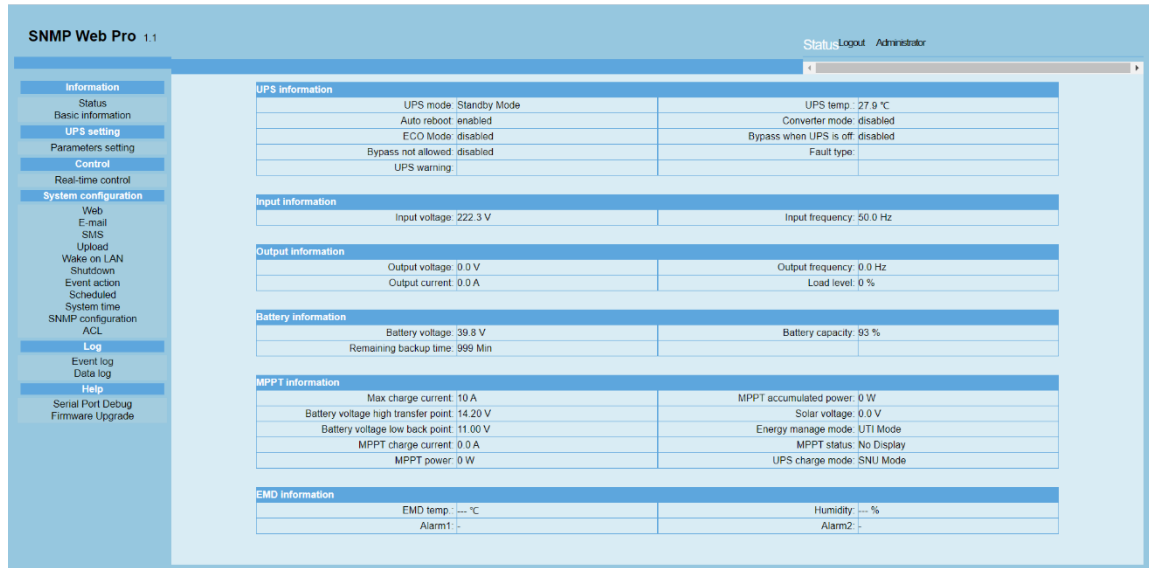 SNMP Web Pro 1.1
Status Logout Administrator
Information
Status
Basic information
UPS setting
Parameters setting
Control
Real-time control
System configuration
Web
E-mail
SMS
Upload
Wake on LAN
Shutdown
Event action
Scheduled
System time
SNMP configuration
ACL
Log
Event log
Data log
Help
Serial Port Debug
Firmware Upgrade
UPS information
UPS mode: Standby Mode UPS temp.: 27.9 ℃
Auto reboot: enabled Converter mode: disabled
ECO Mode: disabled Bypass when UPS is off: disabled
Bypass not allowed: disabled Fault type:
UPS warning:
Input information
Input voltage: 222.3 V Input frequency: 50.0 Hz
Output information
Output voltage: 0.0 V Output frequency: 0.0 Hz
Output current: 0.0 A Load level: 0 %
Battery information
Battery voltage: 39.8 V Battery capacity: 93 %
Remaining backup time: 999 Min
MPPT information
Max charge current: 10 A MPPT accumulated power: 0 W
Battery voltage high transfer point: 14.20 V Solar voltage: 0.0 V
Battery voltage low back point: 11.00 V Energy manage mode: UTI Mode
MPPT charge current: 0.0 A MPPT status: No Display
MPPT power: 0 W UPS charge mode: SNU Mode
EMD information
EMD temp.: --- ℃ Humidity: --- %
Alarm1: - Alarm2: -